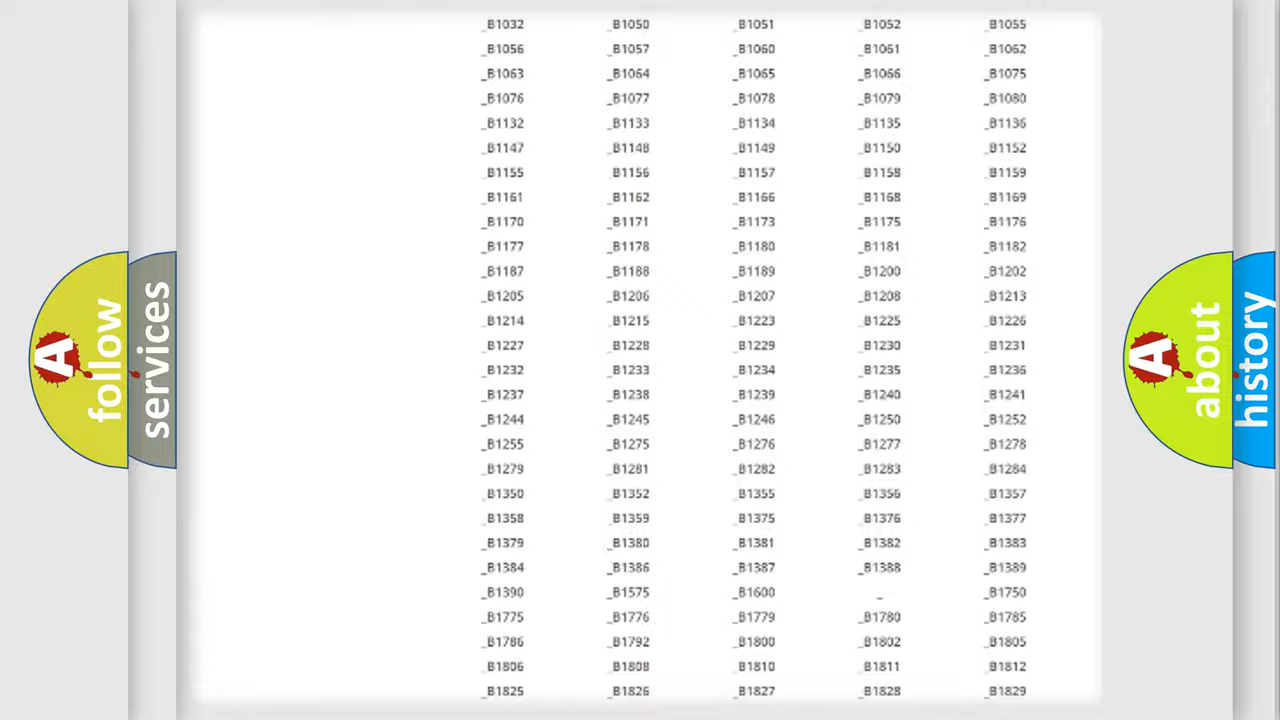 _B1032 _B1050 _B1051 _B1052 _B1055
_B1056 _B1057 _B1060 _B1061 _B1062
_B1063 _B1064 _B1065 _B1066 _B1075
_B1076 _B1077 _B1078 _B1079 _B1080
_B1132 _B1133 _B1134 _B1135 _B1136
_B1147 _B1148 _B1149 _B1150 _B1152
_B1155 _B1156 _B1157 _B1158 _B1159
_B1161 _B1162 _B1166 _B1168 _B1169
_B1170 _B1171 _B1173 _B1175 _B1176
_B1177 _B1178 _B1180 _B1181 _B1182
_B1187 _B1188 _B1189 _B1200 _B1202
_B1205 _B1206 _B1207 _B1208 _B1213
_B1214 _B1215 _B1223 _B1225 _B1226
_B1227 _B1228 _B1229 _B1230 _B1231
_B1232 _B1233 _B1234 _B1235 _B1236
_B1237 _B1238 _B1239 _B1240 _B1241
_B1244 _B1245 _B1246 _B1250 _B1252
_B1255 _B1275 _B1276 _B1277 _B1278
_B1279 _B1281 _B1282 _B1283 _B1284
_B1350 _B1352 _B1355 _B1356 _B1357
_B1358 _B1359 _B1375 _B1376 _B1377
_B1379 _B1380 _B1381 _B1382 _B1383
_B1384 _B1386 _B1387 _B1388 _B1389
_B1390 _B1575 _B1600 _ _B1750
_B1775 _B1776 _B1779 _B1780 _B1785
_B1786 _B1792 _B1800 _B1802 _B1805
_B1806 _B1808 _B1810 _B1811 _B1812
_B1825 _B1826 _B1827 _B1828 _B1829
A follow
services
A about
history